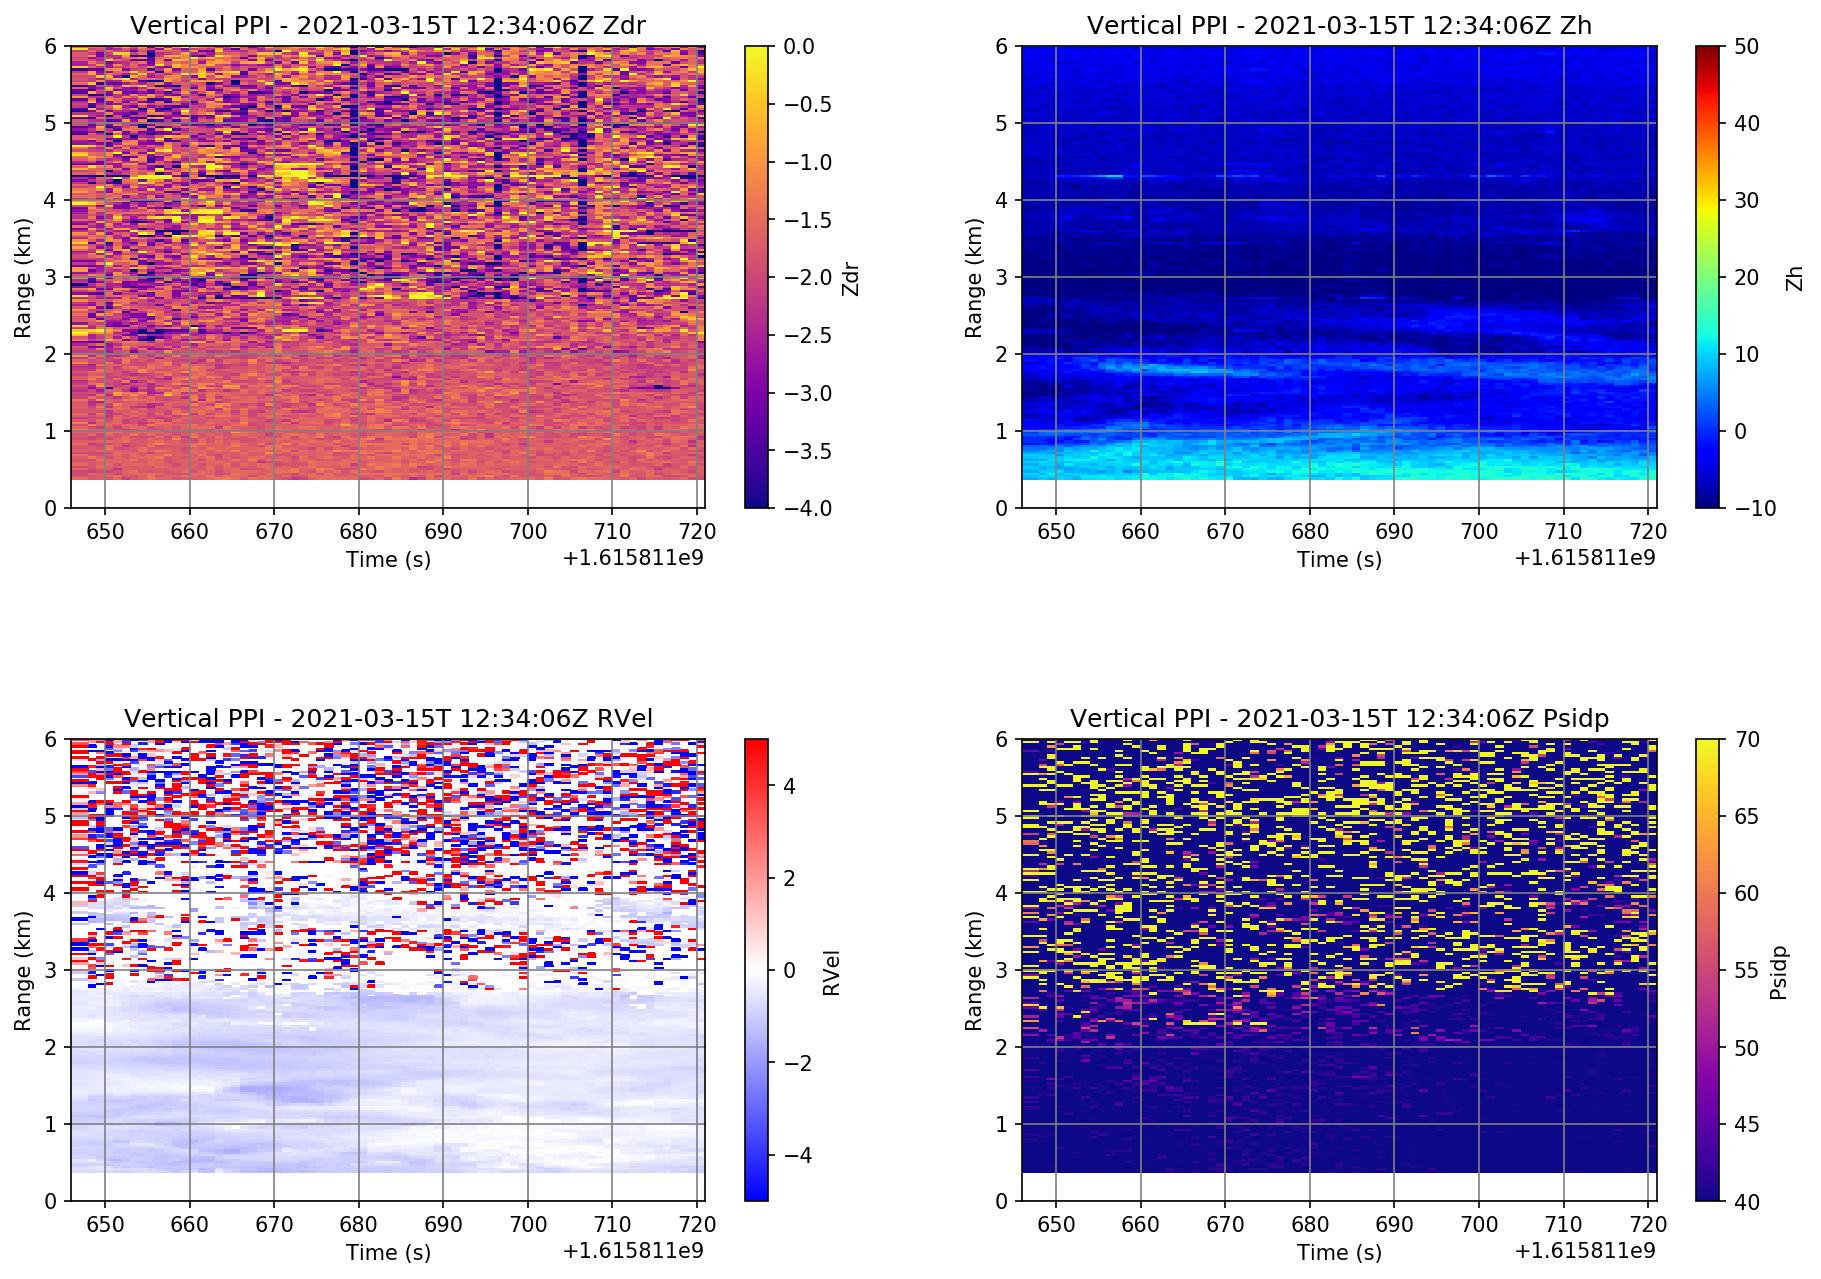 Vertical PPI - 2021-03-15T 12:34:06Z Zdr
6
5
4
3
2
1
0
Range (km)
650 660 670 680 690 700 710 720
Time (s)
+1.615811e9
0.0
−0.5
−1.0
−1.5
−2.0
−2.5
−3.0
−3.5
−4.0
Zdr
Vertical PPI - 2021-03-15T 12:34:06Z Zh
6
5
4
3
2
1
0
Range (km)
650 660 670 680 690 700 710 720
Time (s)
+1.615811e9
50
40
30
20
10
0
−10
Zh
Vertical PPI - 2021-03-15T 12:34:06Z RVel
6
5
4
3
2
1
0
Range (km)
650 660 670 680 690 700 710 720
Time (s)
+1.615811e9
4
2
0
−2
−4
RVel
Vertical PPI - 2021-03-15T 12:34:06Z Psidp
6
5
4
3
2
1
0
Range (km)
650 660 670 680 690 700 710 720
Time (s)
+1.615811e9
70
65
60
55
50
45
40
Psidp